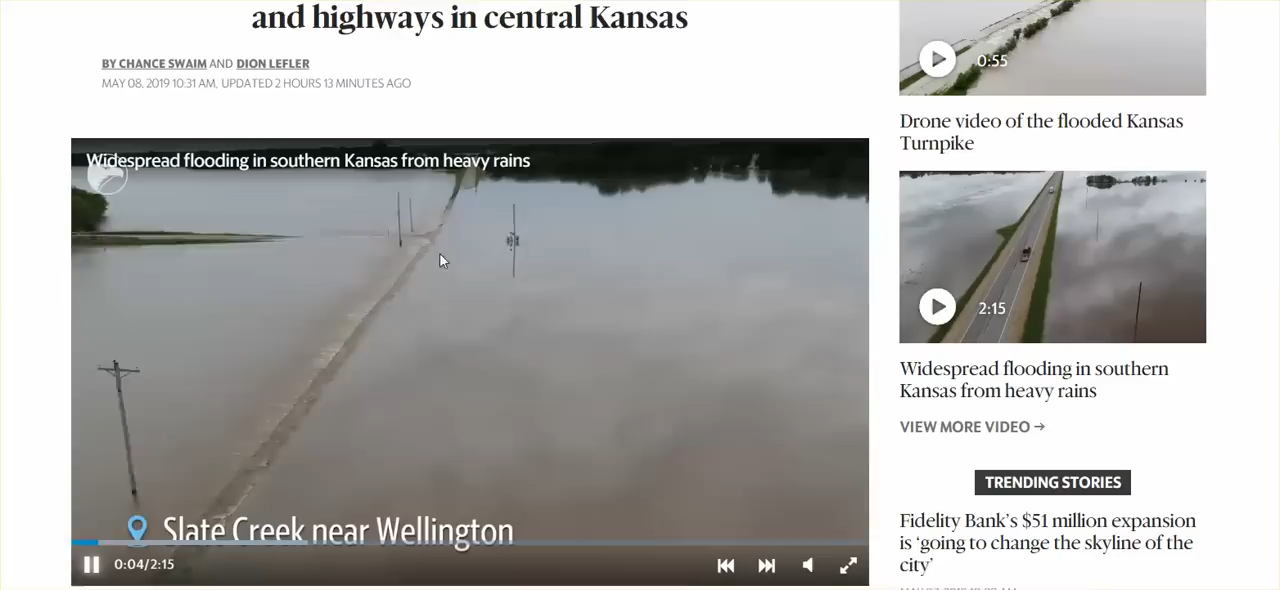 and highways in central Kansas
BY CHANCE SWAIM AND DION LEFLER
MAY 08, 2019 10:31 AM, UPDATED 2 HOURS 13 MINUTES AGO
Widespread flooding in southern Kansas from heavy rains
Slate Creek near Wellington
0:04/2:15
0:55
Drone video of the flooded Kansas
Turnpike
2:15
Widespread flooding in southern
Kansas from heavy rains
VIEW MORE VIDEO →
TRENDING STORIES
Fidelity Bank's $51 million expansion
is 'going to change the skyline of the
city'